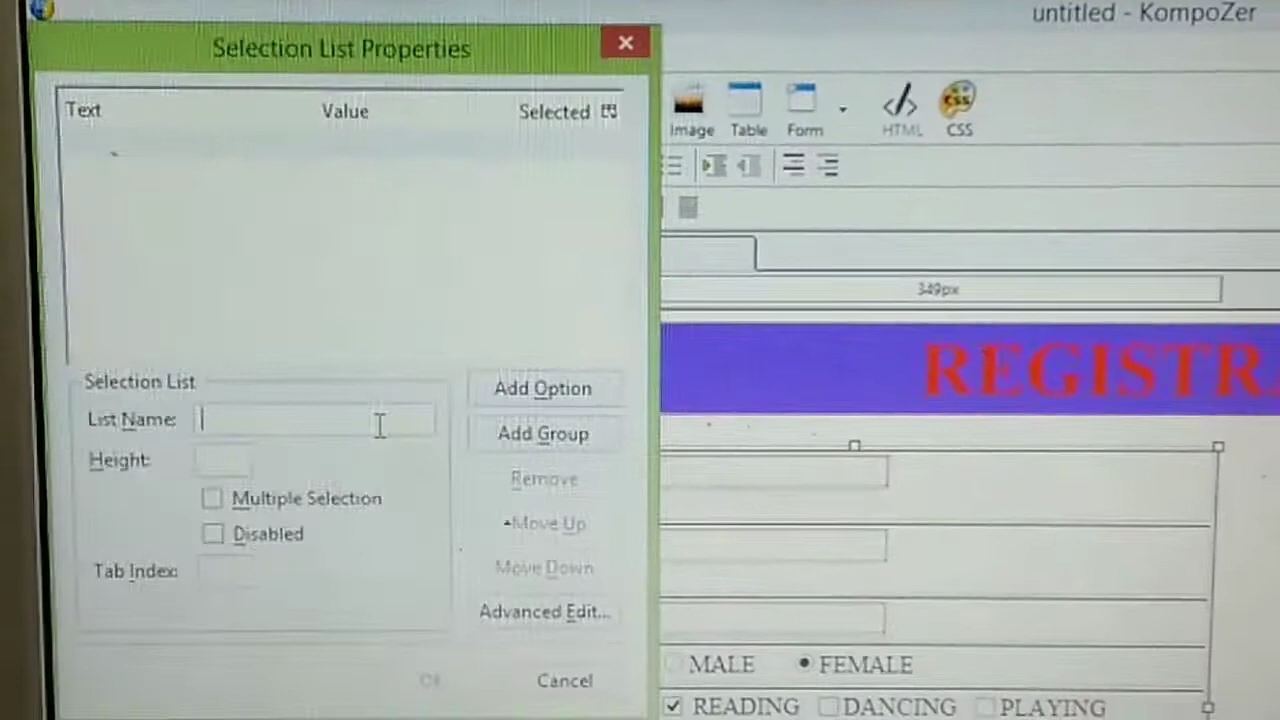 untitled - KompoZer
Selection List Properties
Text Value Selected
Image Table Form HTML CSS
349px
REGISTR
Selection List
List Name:
Height:
Multiple Selection
Disabled
Tab Index:
Add Option
Add Group
Remove
Move Up
Move Down
Advanced Edit...
OK Cancel
MALE FEMALE
READING DANCING PLAYING